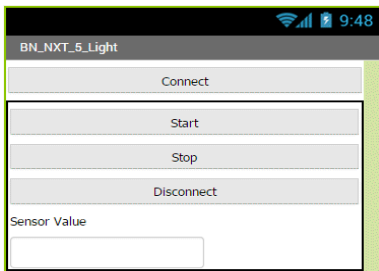 9:48
BN_NXT_5_Light
Connect
Start
Stop
Disconnect
Sensor Value